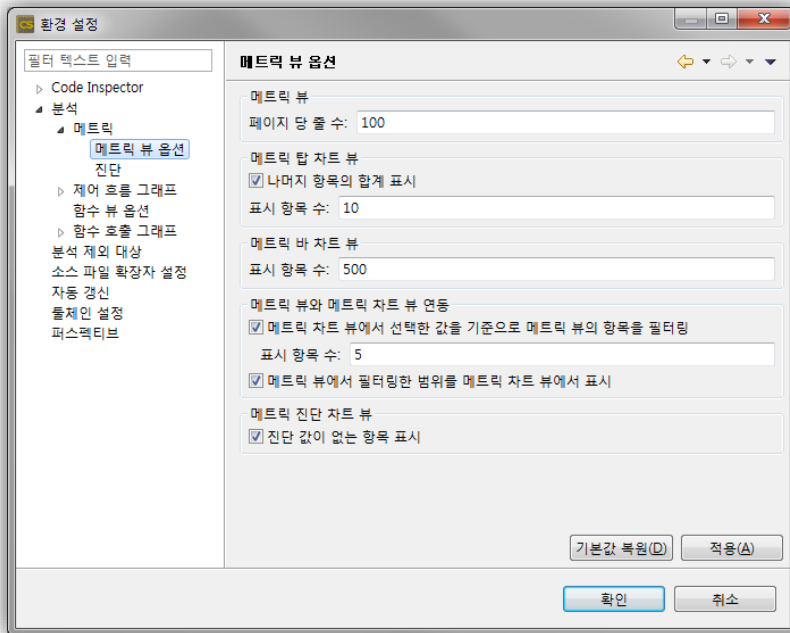 CS 환경 설정
필터 텍스트 입력
Code Inspector
분석
메트릭
메트릭 뷰 옵션
진단
제어 흐름 그래프
함수 뷰 옵션
함수 호출 그래프
분석 제외 대상
소스 파일 확장자 설정
자동 갱신
툴체인 설정
퍼스펙티브
메트릭 뷰 옵션
메트릭 뷰
페이지 당 줄 수: 100
메트릭 탑 차트 뷰
나머지 항목의 합계 표시
표시 항목 수: 10
메트릭 바 차트 뷰
표시 항목 수: 500
메트릭 뷰와 메트릭 차트 뷰 연동
메트릭 차트 뷰에서 선택한 값을 기준으로 메트릭 뷰의 항목을 필터링
표시 항목 수: 5
메트릭 뷰에서 필터링한 범위를 메트릭 차트 뷰에서 표시
메트릭 진단 차트 뷰
진단 값이 없는 항목 표시
기본값 복원(D) 적용(A)
확인 취소